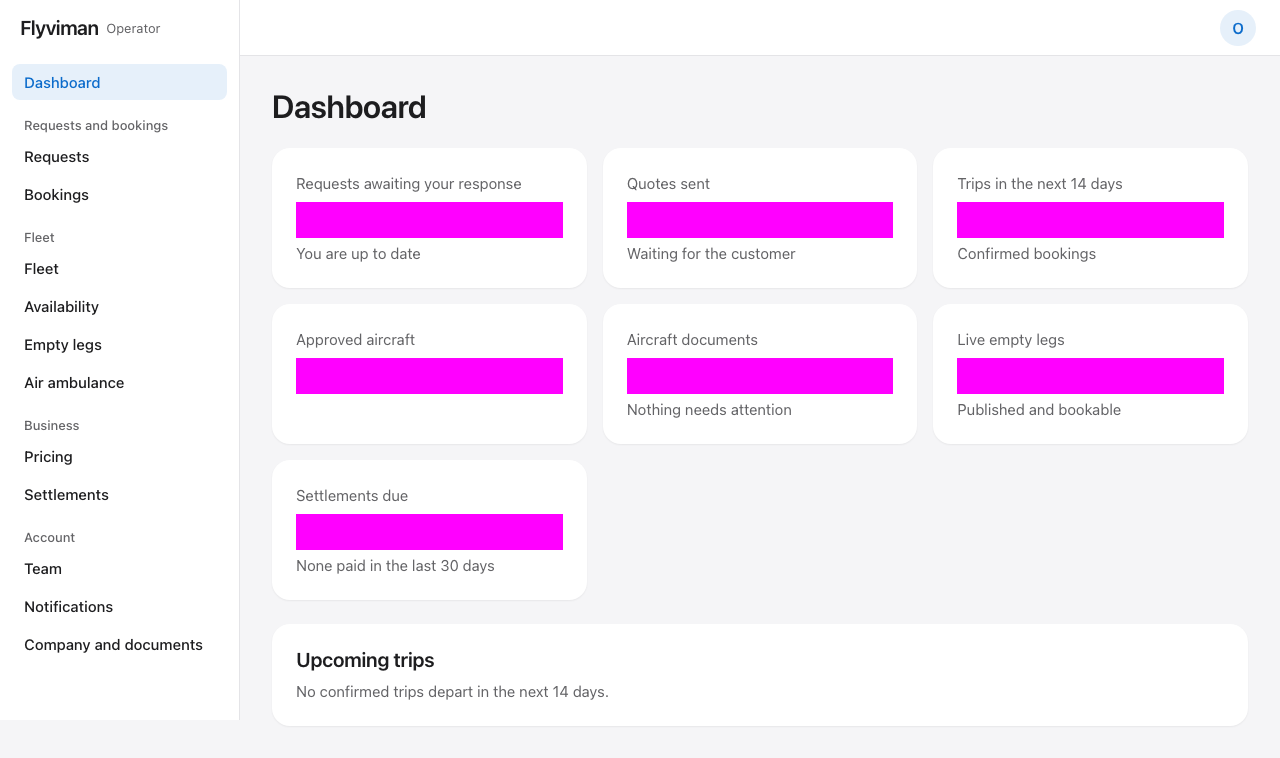 Flyviman Operator
O
Dashboard
Requests and bookings
Requests
Bookings
Fleet
Fleet
Availability
Empty legs
Air ambulance
Business
Pricing
Settlements
Account
Team
Notifications
Company and documents
Dashboard
Requests awaiting your response
You are up to date
Quotes sent
Waiting for the customer
Trips in the next 14 days
Confirmed bookings
Approved aircraft
Aircraft documents
Nothing needs attention
Live empty legs
Published and bookable
Settlements due
None paid in the last 30 days
Upcoming trips
No confirmed trips depart in the next 14 days.